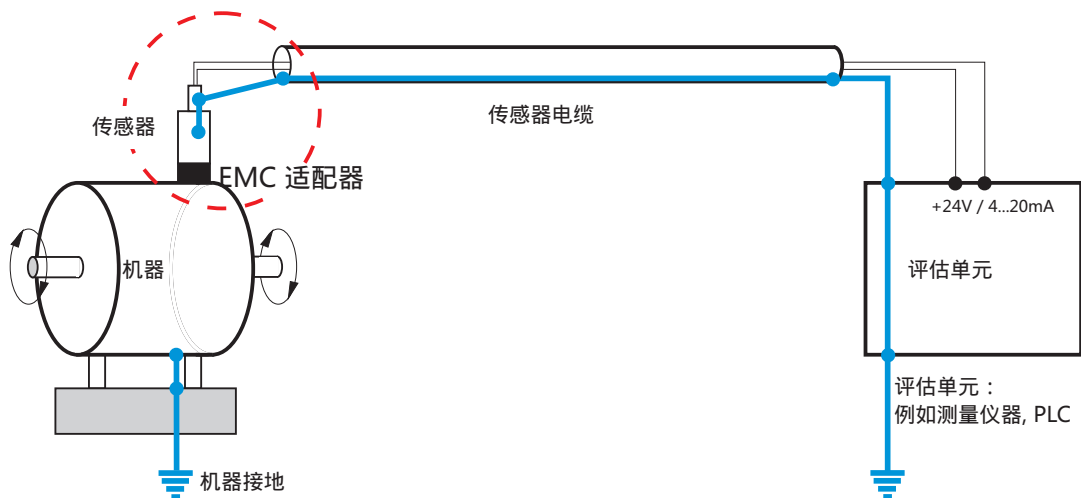 传感器
传感器电缆
EMC 适配器
+24V / 4...20mA
机器
评估单元
评估单元：
例如测量仪器, PLC
机器接地